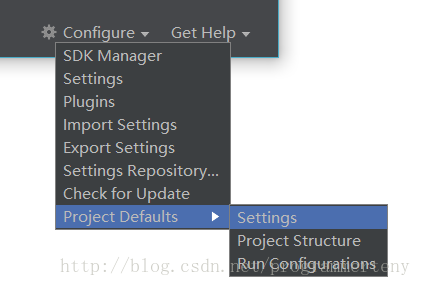 Configure Get Help
SDK Manager
Settings
Plugins
Import Settings
Export Settings
Settings Repository...
Check for Update
Project Defaults
Settings
Project Structure
Run Configurations
http://blog.csdn.net/programmerteny